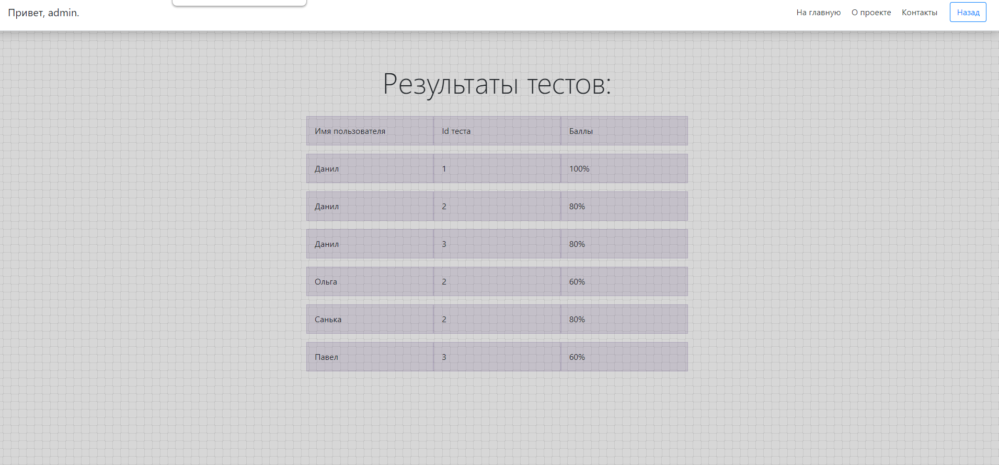 Привет, admin. На главную О проекте Контакты Назад
Результаты тестов:
Имя пользователя Id теста Баллы
Данил 1 100%
Данил 2 80%
Данил 3 80%
Ольга 2 60%
Санька 2 80%
Павел 3 60%